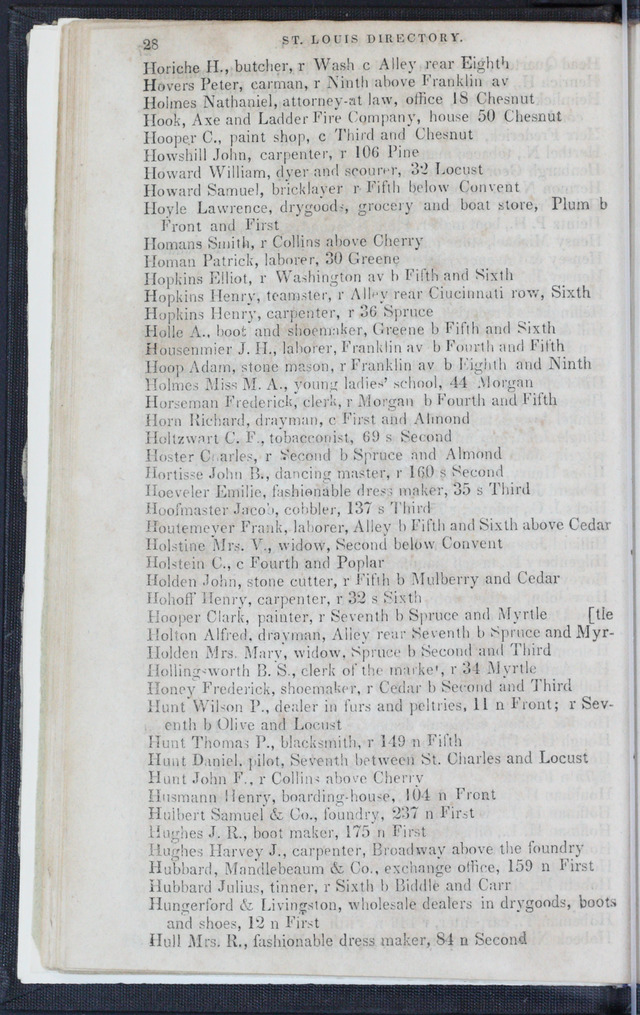 28 ST. LOUIS DIRECTORY.
Horiche H., butcher, r Wash c Alley rear Eighth
Hovers Peter, carman, r Ninth above Franklin av
Holmes Nathaniel, attorney-at law, office 18 Chesnut
Hook, Axe and Ladder Fire Company, house 50 Chesnut
Hooper C., paint shop, c Third and Chesnut
Howshill John, carpenter, r 106 Pine
Howard William, dyer and scourer, 32 Locust
Howard Samuel, bricklayer r Fifth below Convent
Hoyle Lawrence, drygoods, grocery and boat store, Plum b
Front and First
Homans Smith, r Collins above Cherry
Homan Patrick, laborer, 30 Greene
Hopkins Elliot, r Washington av b Fifth and Sixth
Hopkins Henry, teamster, r Alley rear Cincinnati row, Sixth
Hopkins Henry, carpenter, r 36 Spruce
Holle A., boot and shoemaker, Greene b Fifth and Sixth
Housenmier J. H., laborer, Franklin av b Fourth and Fifth
Hoop Adam, stone mason, r Franklin av b Eighth and Ninth
Holmes Miss M. A., young ladies' school, 44 Morgan
Horseman Frederick, clerk, r Morgan b Fourth and Fifth
Horn Richard, drayman, c First and Almond
Holtzwart C. F., tobacconist, 69 s Second
Hoster Charles, r Second b Spruce and Almond
Hortisse John B., dancing master, r 160 s Second
Hoeveler Emilie, fashionable dress maker, 35 s Third
Hoofmaster Jacob, cobbler, 137 s Third
Houtemeyer Frank, laborer, Alley b Fifth and Sixth above Cedar
Holstine Mrs. V., widow, Second below Convent
Holstein C., c Fourth and Poplar
Holden John, stone cutter, r Fifth b Mulberry and Cedar
Hohoff Henry, carpenter, r 32 s Sixth
Hooper Clark, painter, r Seventh b Spruce and Myrtle [tle
Holton Alfred, drayman, Alley rear Seventh b Spruce and Myr-
Holden Mrs. Mary, widow, Spruce b Second and Third
Hollingsworth B. S., clerk of the market, r 34 Myrtle
Honey Frederick, shoemaker, r Cedar b Second and Third
Hunt Wilson P., dealer in furs and peltries, 11 n Front; r Sev-
enth b Olive and Locust
Hunt Thomas P., blacksmith, r 149 n Fifth
Hunt Daniel, pilot, Seventh between St. Charles and Locust
Hunt John F., r Collins above Cherry
Husmann Henry, boarding-house, 104 n Front
Hulbert Samuel & Co., foundry, 237 n First
Hughes J. R., boot maker, 175 n First
Hughes Harvey J., carpenter, Broadway above the foundry
Hubbard, Mandlebeaum & Co., exchange office, 159 n First
Hubbard Julius, tinner, r Sixth b Biddle and Carr
Hungerford & Livingston, wholesale dealers in drygoods, boots
and shoes, 12 n First
Hull Mrs. R., fashionable dress maker, 84 n Second